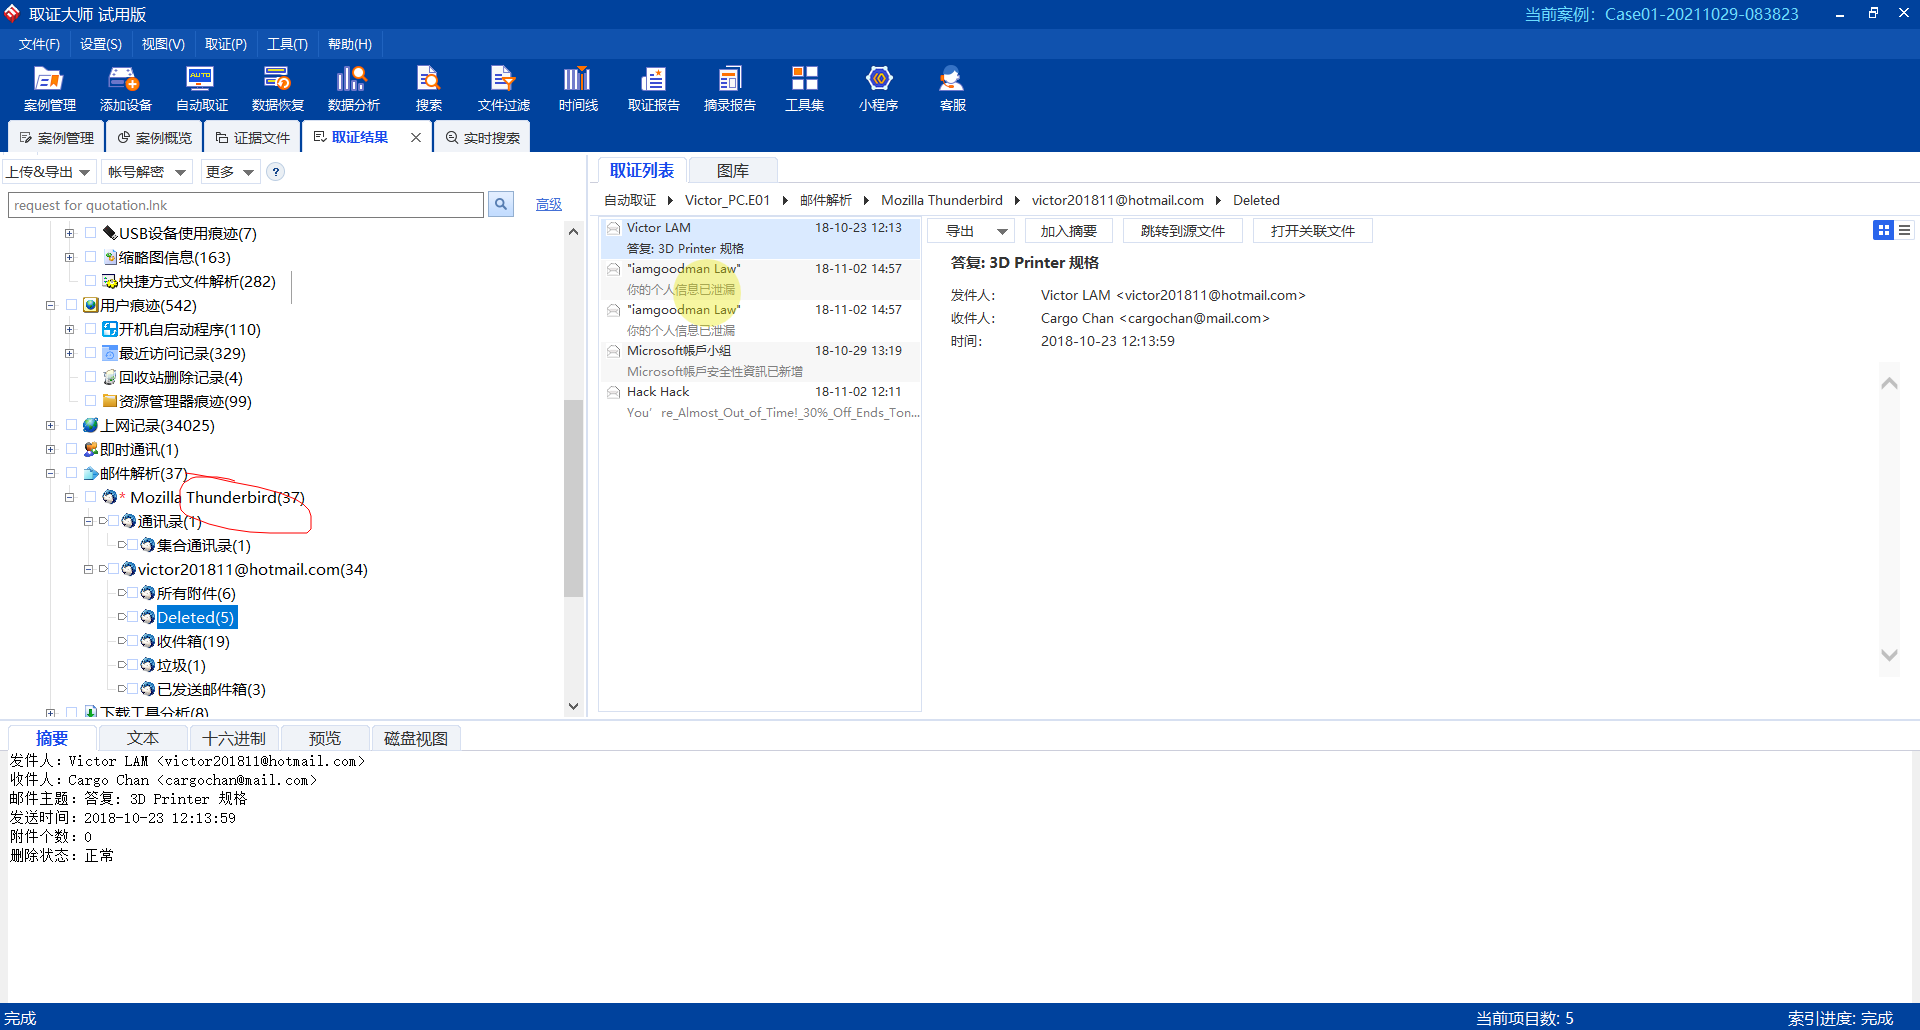 取证大师 试用版
当前案例: Case01-20211029-083823
文件(F) 设置(S) 视图(V) 取证(P) 工具(T) 帮助(H)
案例管理 添加设备 自动取证 数据恢复 数据分析 搜索 文件过滤 时间线 取证报告 摘录报告 工具集 小程序 客服
案例管理 案例概览 证据文件 取证结果 实时搜索
上传&导出 帐号解密 更多 ?
request for quotation.lnk 高级
USB设备使用痕迹(7)
缩略图信息(163)
快捷方式文件解析(282)
用户痕迹(542)
开机自启动程序(110)
最近访问记录(329)
回收站删除记录(4)
资源管理器痕迹(99)
上网记录(34025)
即时通讯(1)
邮件解析(37)
* Mozilla Thunderbird(37)
通讯录(1)
集合通讯录(1)
victor201811@hotmail.com(34)
所有附件(6)
Deleted(5)
收件箱(19)
垃圾(1)
已发送邮件箱(3)
下载工具分析(8)
取证列表 图库
自动取证 Victor_PC.E01 邮件解析 Mozilla Thunderbird victor201811@hotmail.com Deleted
Victor LAM 18-10-23 12:13
答复: 3D Printer 规格
"iamgoodman Law" 18-11-02 14:57
你的个人信息已泄漏
"iamgoodman Law" 18-11-02 14:57
你的个人信息已泄漏
Microsoft帳戶小组 18-10-29 13:19
Microsoft帳戶安全性資訊已新增
Hack Hack 18-11-02 12:11
You’re_Almost_Out_of_Time!_30%_Off_Ends_Ton...
导出 加入摘要 跳转到源文件 打开关联文件
答复: 3D Printer 规格
发件人: Victor LAM <victor201811@hotmail.com>
收件人: Cargo Chan <cargochan@mail.com>
时间: 2018-10-23 12:13:59
摘要 文本 十六进制 预览 磁盘视图
发件人: Victor LAM <victor201811@hotmail.com>
收件人: Cargo Chan <cargochan@mail.com>
邮件主题: 答复: 3D Printer 规格
发送时间: 2018-10-23 12:13:59
附件个数: 0
删除状态: 正常
完成 当前项目数: 5 索引进度: 完成